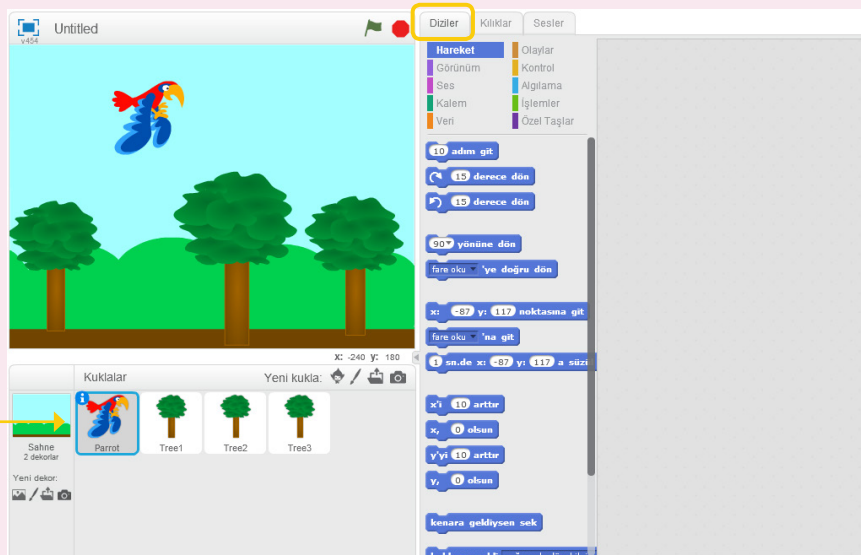 Untitled
v454
Diziler Kılıklar Sesler
Hareket Olaylar
Görünüm Kontrol
Ses Algılama
Kalem İşlemler
Veri Özel Taşlar
10 adım git
15 derece dön
15 derece dön
90 yönüne dön
fare oku 'ye doğru dön
x: -87 y: 117 noktasına git
fare oku 'na git
1 sn.de x: -87 y: 117 a süzü
x'i 10 arttır
x, 0 olsun
y'yi 10 arttır
y, 0 olsun
kenara geldiysen sek
x: -240 y: 180
Kuklalar Yeni kukla:
Sahne
2 dekorlar
Yeni dekor:
Parrot Tree1 Tree2 Tree3